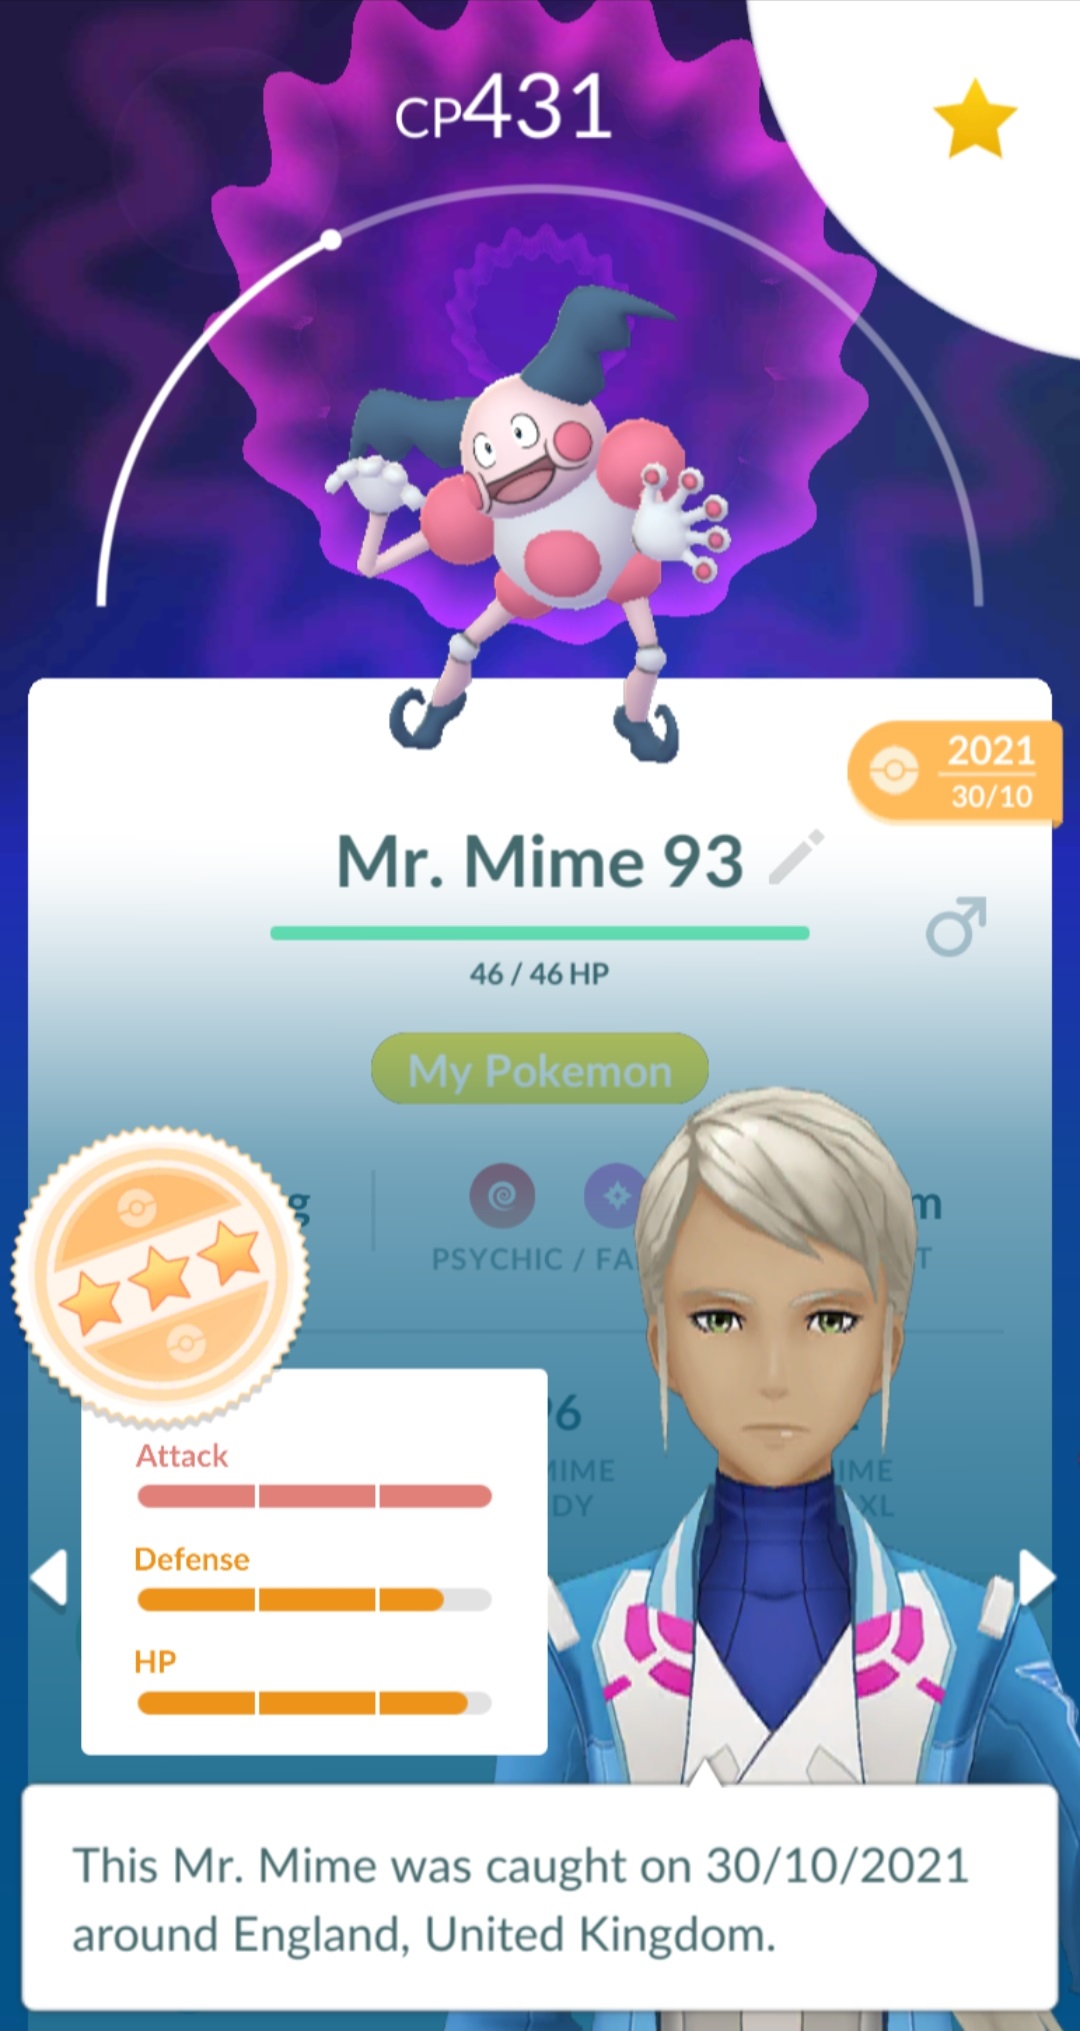 CP431
2021
30/10
Mr. Mime 93
46 / 46 HP
My Pokemon
PSYCHIC / FA
Attack
Defense
HP
This Mr. Mime was caught on 30/10/2021
around England, United Kingdom.